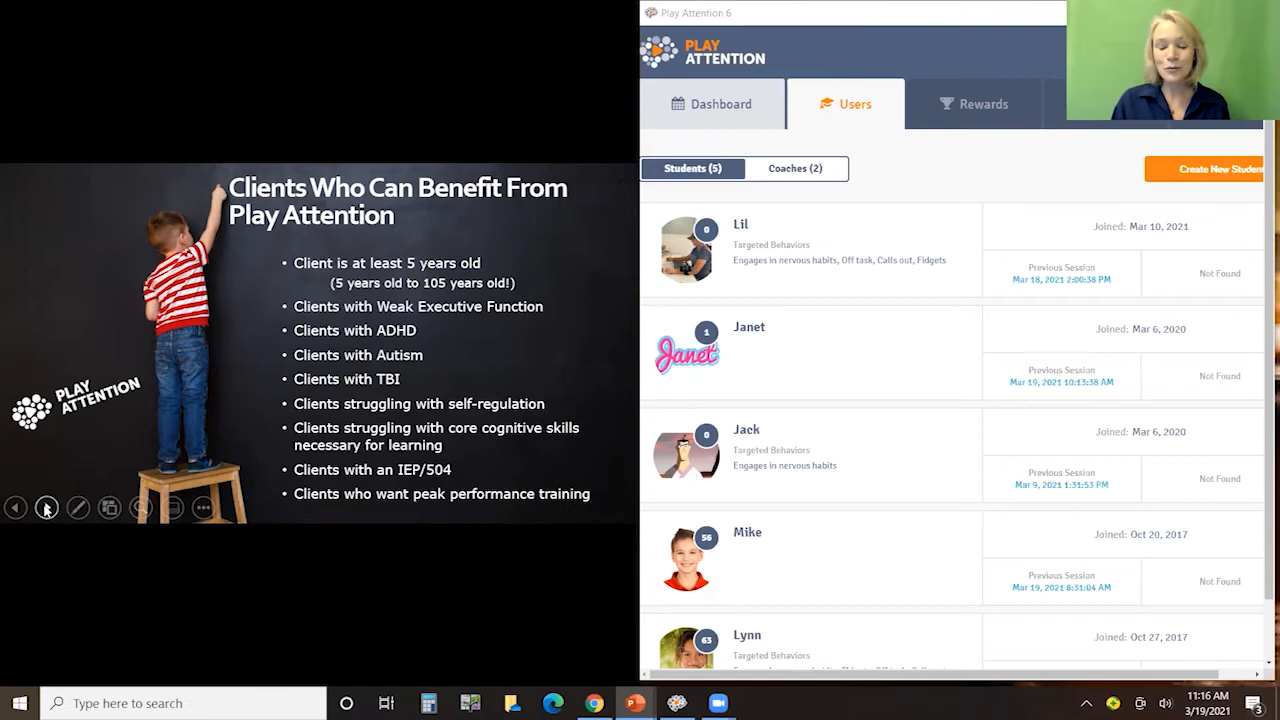 Clients Who Can Benefit From
Play Attention
• Client is at least 5 years old
(5 years old to 105 years old!)
• Clients with Weak Executive Function
• Clients with ADHD
• Clients with Autism
• Clients with TBI
• Clients struggling with self-regulation
• Clients struggling with core cognitive skills
necessary for learning
• Clients with an IEP/504
• Clients who want peak performance training
PLAY
ATTENTION
Play Attention 6
PLAY
ATTENTION
Dashboard
Users
Rewards
Students (5)
Coaches (2)
Create New Student
0
Lil
Targeted Behaviors
Engages in nervous habits, Off task, Calls out, Fidgets
Joined: Mar 10, 2021
Previous Session
Mar 18, 2021 2:00:38 PM
Not Found
1
Janet
Janet
Joined: Mar 6, 2020
Previous Session
Mar 19, 2021 10:13:38 AM
Not Found
0
Jack
Targeted Behaviors
Engages in nervous habits
Joined: Mar 6, 2020
Previous Session
Mar 9, 2021 1:31:53 PM
Not Found
56
Mike
Joined: Oct 20, 2017
Previous Session
Mar 19, 2021 8:31:04 AM
Not Found
63
Lynn
Targeted Behaviors
Joined: Oct 27, 2017
Type here to search
11:16 AM
3/19/2021
3